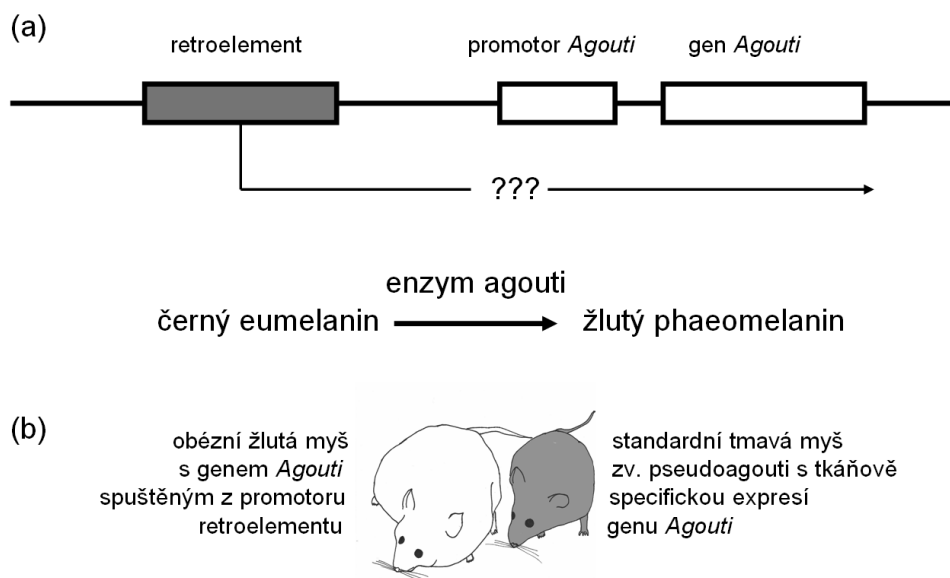 (a)
retroelement
promotor Agouti
gen Agouti
???
enzym agouti
černý eumelanin
žlutý phaeomelanin
(b)
obézní žlutá myš
s genem Agouti
spuštěným z promotoru
retroelementu
standardní tmavá myš
zv. pseudoagouti s tkáňově
specifickou expresí
genu Agouti